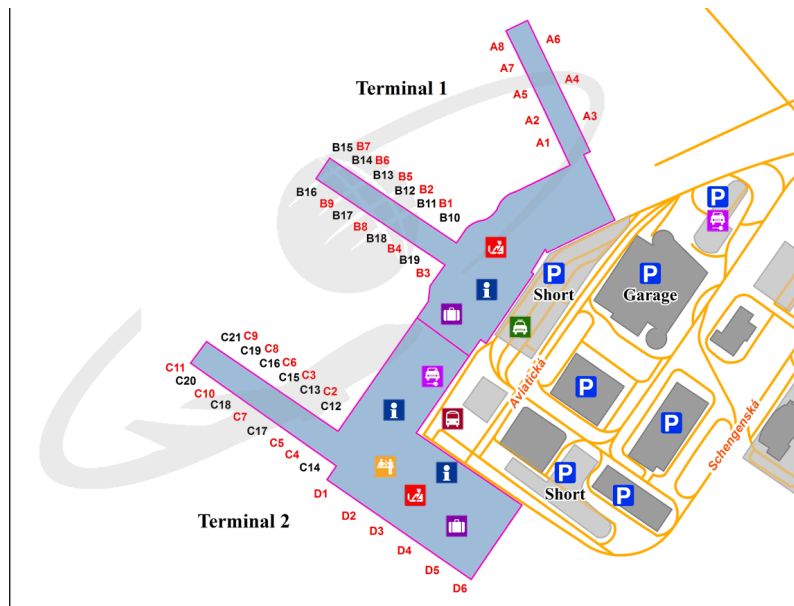 A8
A6
A7
A4
A5
A3
A2
A1
Terminal 1
B15 B7
B14 B6
B13 B5
B12 B2
B11 B1
B10
B16
B9
B17
B8
B18
B4
B19
B3
P
P
P
Short
Garage
i
Aviatická
P
P
Schengenská
C21 C9
C19 C8
C16 C6
C15 C3
C13 C2
C12
C11
C20
C10
C18
C7
C17
C5
C4
C14
i
i
P
Short
P
D1
D2
D3
D4
D5
D6
Terminal 2